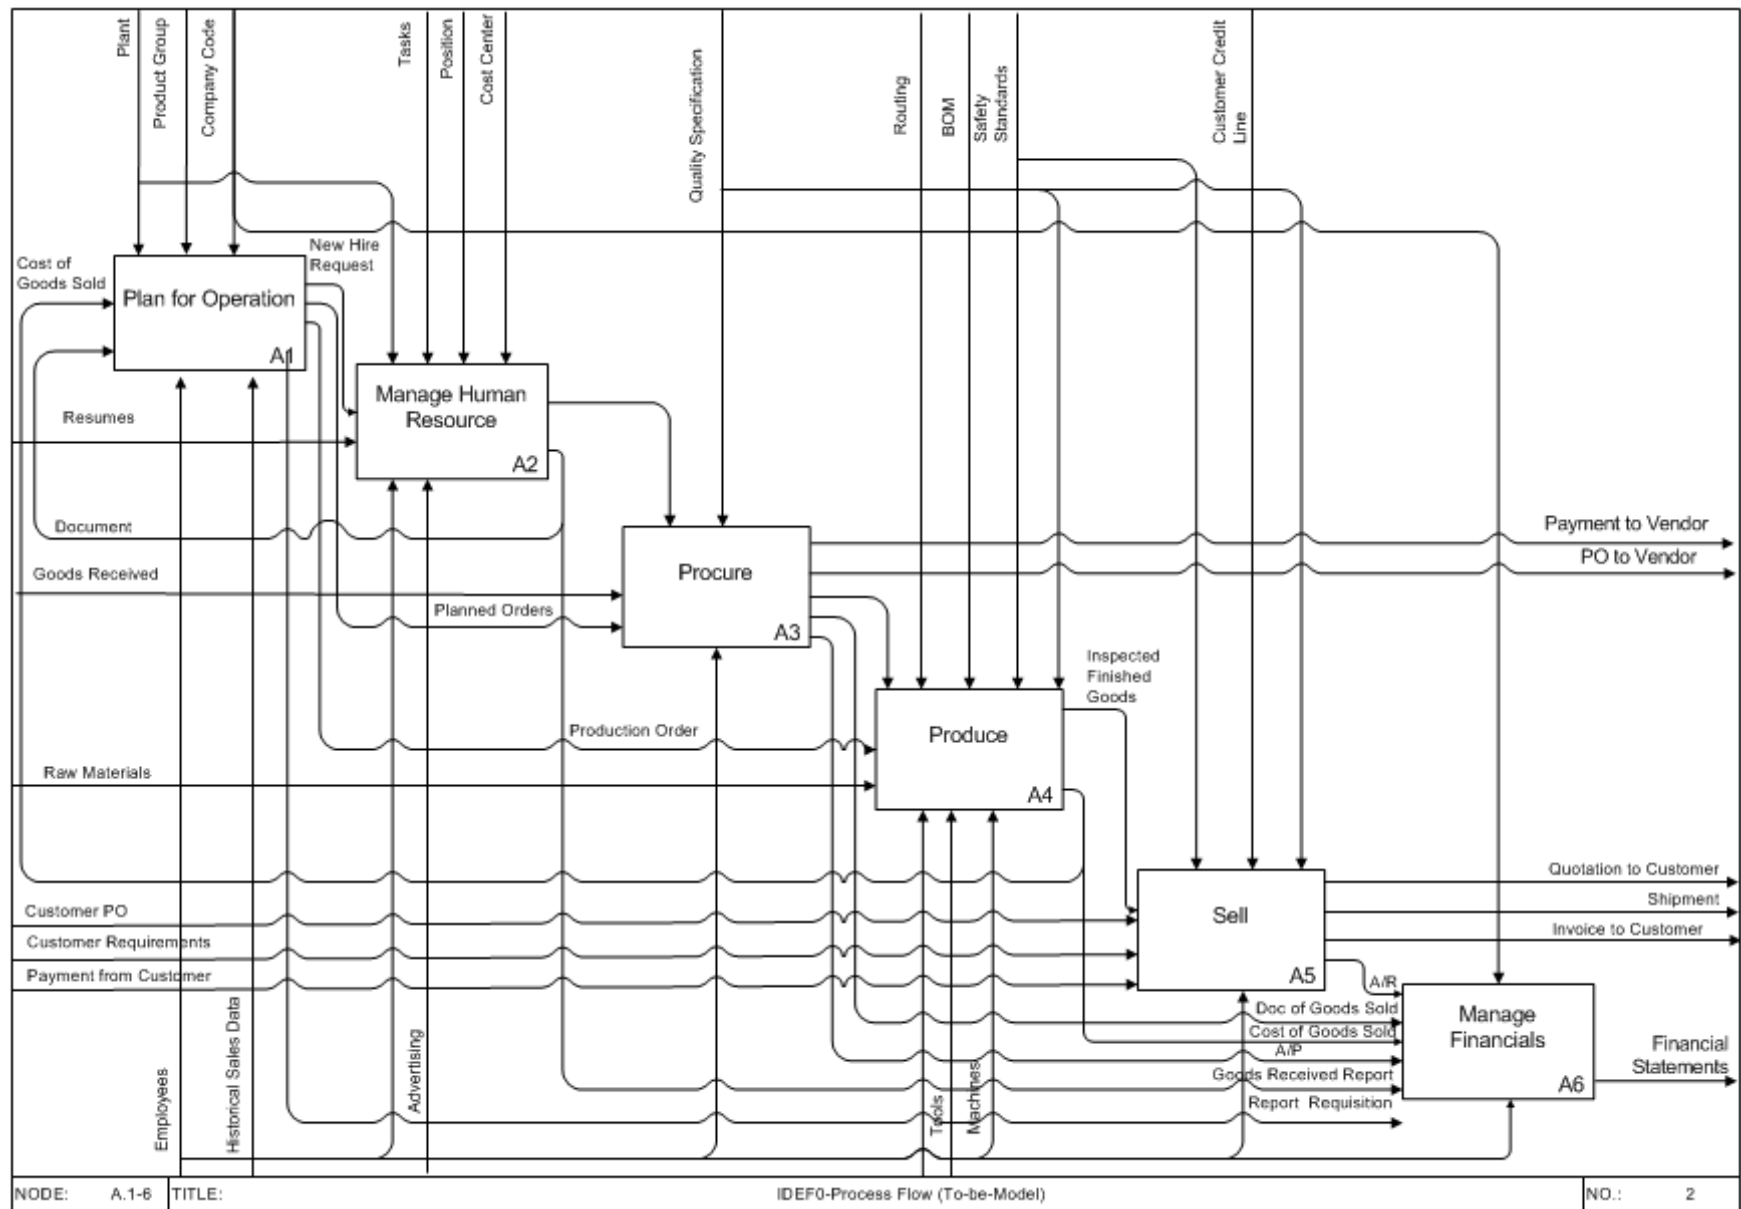 Plant
Product Group
Company Code
Tasks
Position
Cost Center
Quality Specification
Routing
BOM
Safety
Standards
Customer Credit
Line
Cost of
Goods Sold
New Hire
Request
Plan for Operation
A1
Resumes
Manage Human
Resource
A2
Document
Goods Received
Planned Orders
Procure
A3
Payment to Vendor
PO to Vendor
Inspected
Finished
Goods
Production Order
Produce
A4
Raw Materials
Customer PO
Customer Requirements
Payment from Customer
Sell
A5
Quotation to Customer
Shipment
Invoice to Customer
A/R
Doc of Goods Sold
Cost of Goods Sold
A/P
Goods Received Report
Report Requisition
Manage
Financials
A6
Financial
Statements
Employees
Historical Sales Data
Advertising
Tools
Machines
NODE: A.1-6 TITLE: IDEF0-Process Flow (To-be-Model) NO.: 2